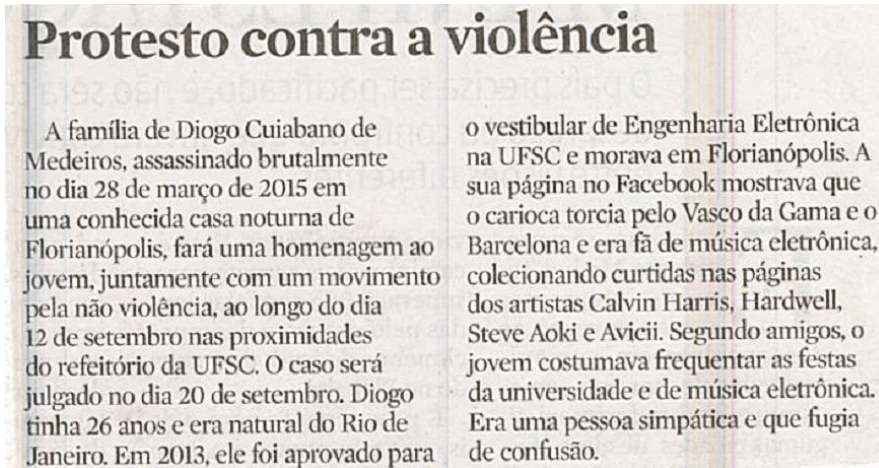 Protesto contra a violência
A família de Diogo Cuiabano de
Medeiros, assassinado brutalmente
no dia 28 de março de 2015 em
uma conhecida casa noturna de
Florianópolis, fará uma homenagem ao
jovem, juntamente com um movimento
pela não violência, ao longo do dia
12 de setembro nas proximidades
do refeitório da UFSC. O caso será
julgado no dia 20 de setembro. Diogo
tinha 26 anos e era natural do Rio de
Janeiro. Em 2013, ele foi aprovado para
o vestibular de Engenharia Eletrônica
na UFSC e morava em Florianópolis. A
sua página no Facebook mostrava que
o carioca torcia pelo Vasco da Gama e o
Barcelona e era fã de música eletrônica,
colecionando curtidas nas páginas
dos artistas Calvin Harris, Hardwell,
Steve Aoki e Avicii. Segundo amigos, o
jovem costumava frequentar as festas
da universidade e de música eletrônica.
Era uma pessoa simpática e que fugia
de confusão.